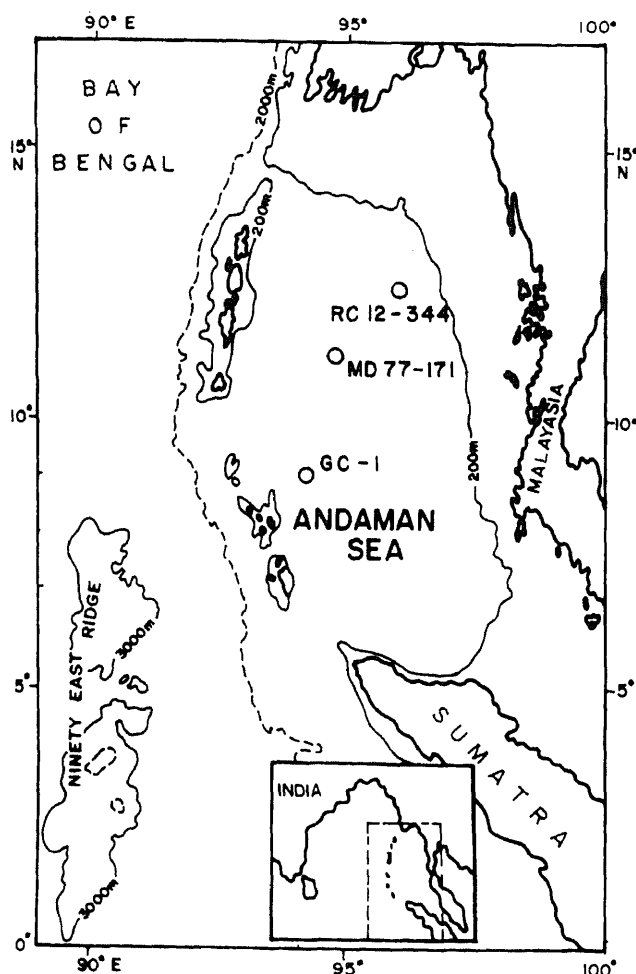 90° E
95°
100°
BAY
OF
BENGAL
2000m
15°
N
15°
N
200m
RC 12-344
MD 77-171
10°
10°
GC-1
200m
MALAYASIA
ANDAMAN
SEA
NINETY EAST RIDGE
3000m
5°
5°
SUMATRA
INDIA
3000m
0°
90° E
95°
100°